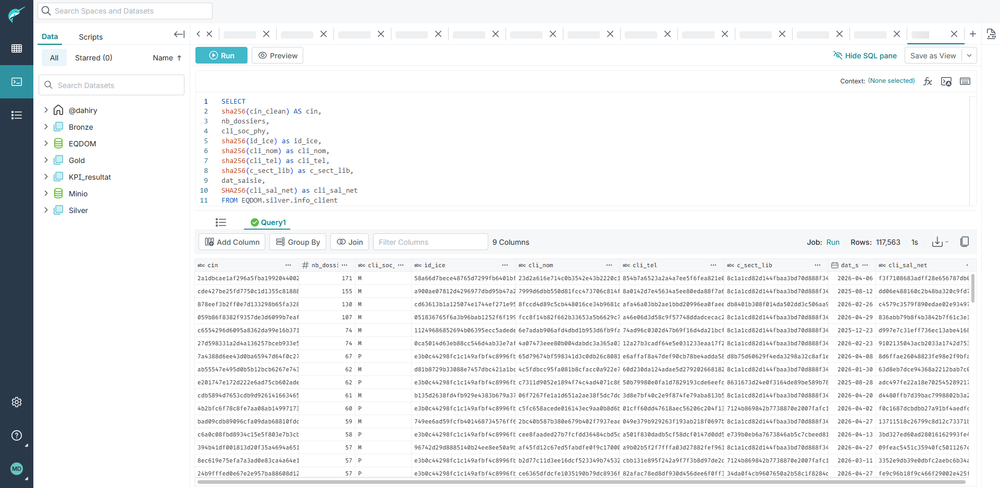 Search Spaces and Datasets
Data
Scripts
All
Starred (0)
Name
Search Datasets
@dahiry
Bronze
EQDOM
Gold
KPI_resultat
Minio
Silver
MD
Run
Preview
Hide SQL pane
Save as View
Context: (None selected)
1 SELECT
2 sha256(cin_clean) AS cin,
3 nb_dossiers,
4 cli_soc_phy,
5 sha256(id_ice) as id_ice,
6 sha256(cli_nom) as cli_nom,
7 sha256(cli_tel) as cli_tel,
8 sha256(c_sect_lib) as c_sect_lib,
9 dat_saisie,
10 SHA256(cli_sal_net) as cli_sal_net
11 FROM EQDOM.silver.info_client
Query1
Add Column
Group By
Join
Filter Columns
9 Columns
Job: Run
Rows: 117,563
1s
abc cin ... # nb_dossi ... abc cli_soc_ ... abc id_ice ... abc cli_nom ... abc cli_tel ... abc c_sect_lib ... dat_s ... abc cli_sal_net
2a1dbcae1af296a5fba1992044002 171 M 58a66d7bece48765d7299fb6401bf 23d2a616e714c0b3542e43b2220c1 854b7a6523a2a4a7ee5f6fea821e0 8c1a1cd82d144fbaa3bd70d888f34 2026-04-06 f3f7108683adff28e656787db0
cde427be25fd7750c1d1355c81888 155 M a900ae07812d4296977dbd95b47a2 7999d6dbb550d81fcc473706c814f 8a0142d7e45634a5ee80eda88f7a6 8c1a1cd82d144fbaa3bd70d888f34 2025-08-12 dd06e488160c2b48ba320c9fd7
878eef3b2ff0e7d133298b65fa328 130 M cd63613b1a125074e1744ef271e95 8fccd4d89c5cb448016ce34b9681c afa46a03bb2ae1bbd20996ea0faee db8401b308f014da502dd3c506aa9 2026-02-26 c4579c3579f890edae02e93497
059b86f8382f9357de3d6099b7eaf 107 M 051836765f6a3b96bab1252f6f199 fcc8f14b82f662b33653a5b6629c7 a46e06d3d58c9f57748ddadcecac2 8c1a1cd82d144fbaa3bd70d888f34 2026-04-29 836abb79b8f4b3842b7f61c3e1
c6554296d6095a8362da99e16b371 74 M 11249686852694b06395ecc5adede 6e7adab906afd4dbd1b953d6fb9fa 74ad96c0302d47b69f16d4da21bcf 8c1a1cd82d144fbaa3bd70d888f34 2025-12-23 d997e7c31eff736ec13abe4168
27d598331a2d4a136257bceb933e5 74 M 0ca5014d63eb88cc546d4ab33e7af 4a07473eee80b004dabdc3a365a03 12a27b3cadf64e5e031233eaa17f2 8c1a1cd82d144fbaa3bd70d888f34 2026-02-23 9102135043acb2033a1742d753
7a4388d6ee43d0ba65947d64f0c27 67 P e3b0c44298fc1c149afbf4c8996fb 65d79674bf598341d3c0db26c8081 e6affaf8a47def90cb78be4adda58 d8b75d60629f4eda3298a32c8af1e 2026-04-08 8d6ffae26048823fe98e2f9bfa
ab55547e495d0b5b12bcb6267e743 62 M d81b8729b33088e7457dbc421a1bc 4c5fdbcc95fa081b8cfacc0a922e7 60d230da124adae5d279202668182 8c1a1cd82d144fbaa3bd70d888f34 2026-01-30 63d8eb7dce94368a2212bab7c0
e201747e172d222e6ad75cb602ade 62 P e3b0c44298fc1c149afbf4c8996fb c7311d9052e1894f74c4ad4071c86 50b79980e0fa1d7829193cde6eefc 8631673d24e0f3164de89be589b78 2025-08-28 adc497fe22a18e702545289217
cdb5894d7653cdb9d926141663465 61 M b135d2638fd4fb929e4383b679a37 06f7267fe1a1d651a2ae38f5dc7dc 3d8e7bf40c2e9f874fe79aba813b5 8c1a1cd82d144fbaa3bd70d888f34 2026-04-20 d4480ffb7d39bac7998802b3a2
4b2bfc6f78c8fe7aa08ab14997173 60 P e3b0c44298fc1c149afbf4c8996fb c5fc658acede016143ec9aa0b8d6b 01cff60dd47618aec56206c204f13 7124b869842b7738870e2007fafc1 2026-04-02 f0c1687dcbdbb27a91bf4aedfc
bad09cdb89096cfa09dab68810fdc 59 M 749ee6ad59fcfb401468734576ff6 2bc40b587b380e679b402f7937eae 049e379b929263f193ab218f0697b 8c1a1cd82d144fbaa3bd70d888f34 2026-04-27 13711518c26799c8d12c73371b
c6a0c08fbd8934c15e5f803e7b3cb 58 P e3b0c44298fc1c149afbf4c8996fb cee8faaded27b7fcfdd36484cbd5c a501f830dadb5cf58dcf0147d0dd5 e739b0eb6a7673846ab5c7cbeed81 2026-04-13 3bd327ed60ad28016162993fe4
394b41df001813d20f35a4694a651 57 M 96742d29d8885140b24ee8ee50a9b af45fd12c67ed5fabdfe0f9c17000 a9b02b5f2f7fffa03d27882fef961 8c1a1cd82d144fbaa3bd70d888f34 2026-04-27 09feac5451c35940fc5011267c
8ec619e75efa7a3ad0e83ca4a64e1 57 P e3b0c44298fc1c149afbf4c8996fb b2d77c11d3ee16dcf523349b74532 cbb131e895f242a9f7f3b8d97de2c 7124b869842b7738870e2007fafc1 2026-03-11 3352e9db39e0dbfc2aebc6b34a
24b9fffed0e67e2e957ba88608d12 57 P e3b0c44298fc1c149afbf4c8996fb ce6365dfdcfe1035190b79dc8936f 82afac78ed8df930d456dee6f0ff3 34da0f4cb9607650a2b58c1f8284c 2026-04-27 fe9c96b18f9c466f29002e425f